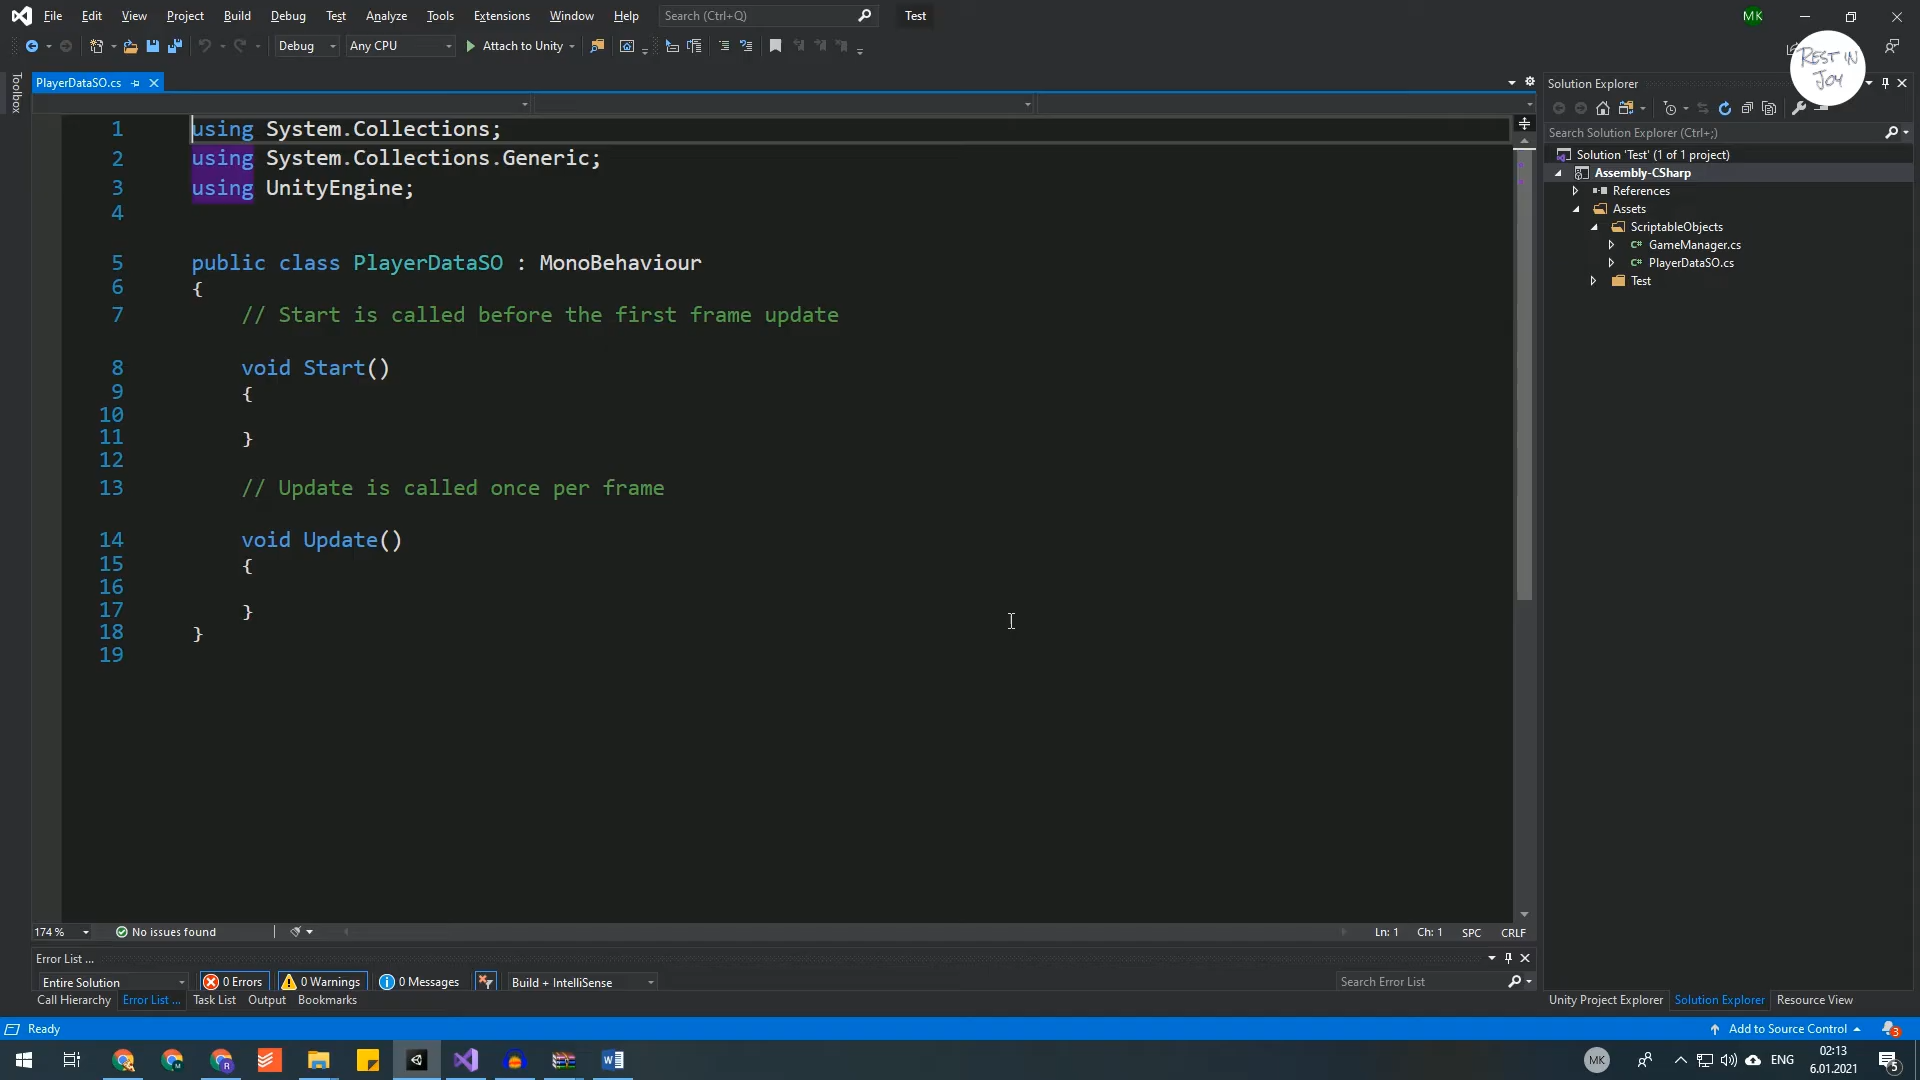 File Edit View Project Build Debug Test Analyze Tools Extensions Window Help Search (Ctrl+Q) Test MK
Debug Any CPU Attach to Unity
REST IN JOY
Toolbox
PlayerDataSO.cs
1 using System.Collections;
2 using System.Collections.Generic;
3 using UnityEngine;
4
5 public class PlayerDataSO : MonoBehaviour
6 {
7 // Start is called before the first frame update
8 void Start()
9 {
10
11 }
12
13 // Update is called once per frame
14 void Update()
15 {
16
17 }
18 }
19
174 % No issues found Ln: 1 Ch: 1 SPC CRLF
Error List ...
Entire Solution 0 Errors 0 Warnings 0 Messages Build + IntelliSense Search Error List
Call Hierarchy Error List ... Task List Output Bookmarks
Solution Explorer
Search Solution Explorer (Ctrl+;)
Solution 'Test' (1 of 1 project)
Assembly-CSharp
References
Assets
ScriptableObjects
C# GameManager.cs
C# PlayerDataSO.cs
Test
Unity Project Explorer Solution Explorer Resource View
Ready Add to Source Control 3
MK ENG 02:13
6.01.2021 5